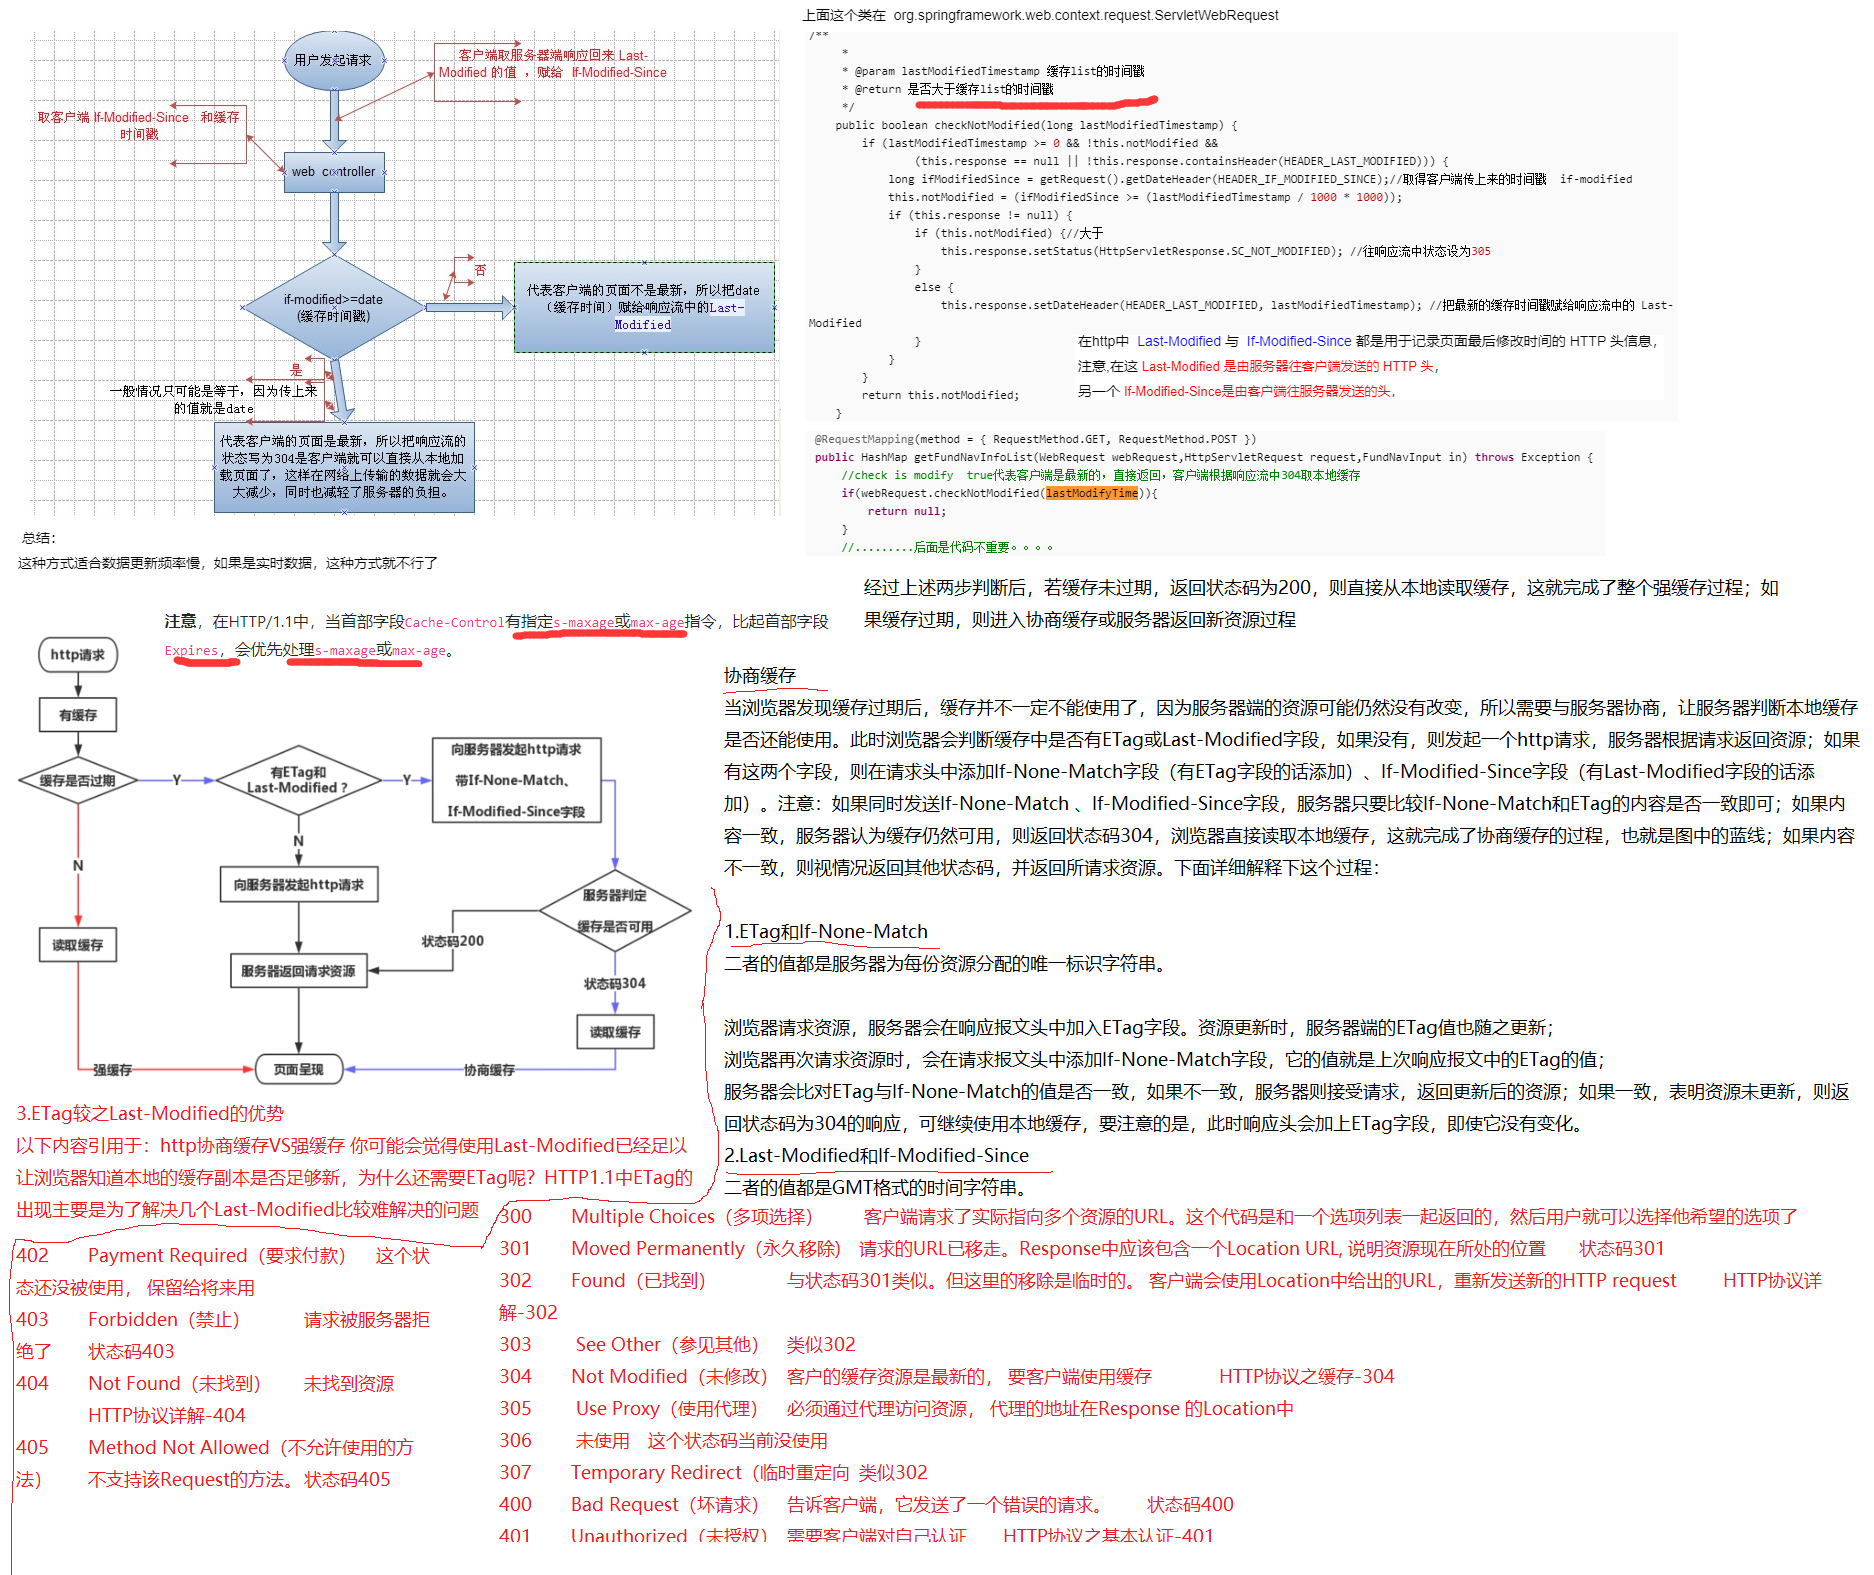 用户发起请求
客户端取服务器端响应回来 Last-
Modified 的值 ，赋给 If-Modified-Since
取客户端 If-Modified-Since 和缓存
时间戳
web controller
if-modified>=date
(缓存时间戳)
否
代表客户端的页面不是最新，所以把date
（缓存时间）赋给响应流中的Last-
Modified
是
一般情况只可能是等于，因为传上来
的值就是date
代表客户端的页面是最新，所以把响应流的
状态写为304是客户端就可以直接从本地加
载页面了，这样在网络上传输的数据就会大
大减少，同时也减轻了服务器的负担。
总结：
这种方式适合数据更新频率慢，如果是实时数据，这种方式就不行了
上面这个类在 org.springframework.web.context.request.ServletWebRequest
/**
*
* @param lastModifiedTimestamp 缓存list的时间戳
* @return 是否大于缓存list的时间戳
*/
public boolean checkNotModified(long lastModifiedTimestamp) {
if (lastModifiedTimestamp >= 0 && !this.notModified &&
(this.response == null || !this.response.containsHeader(HEADER_LAST_MODIFIED))) {
long ifModifiedSince = getRequest().getDateHeader(HEADER_IF_MODIFIED_SINCE);//取得客户端传上来的时间戳 if-modified
this.notModified = (ifModifiedSince >= (lastModifiedTimestamp / 1000 * 1000));
if (this.response != null) {
if (this.notModified) {//大于
this.response.setStatus(HttpServletResponse.SC_NOT_MODIFIED); //往响应流中状态设为305
}
else {
this.response.setDateHeader(HEADER_LAST_MODIFIED, lastModifiedTimestamp); //把最新的缓存时间戳赋给响应流中的 Last-
Modified
}
}
}
return this.notModified;
}
在http中 Last-Modified 与 If-Modified-Since 都是用于记录页面最后修改时间的 HTTP 头信息，
注意,在这 Last-Modified 是由服务器往客户端发送的 HTTP 头，
另一个 If-Modified-Since是由客户端往服务器发送的头，
@RequestMapping(method = { RequestMethod.GET, RequestMethod.POST })
public HashMap getFundNavInfoList(WebRequest webRequest,HttpServletRequest request,FundNavInput in) throws Exception {
//check is modify true代表客户端是最新的，直接返回，客户端根据响应流中304取本地缓存
if(webRequest.checkNotModified(lastModifyTime)){
return null;
}
//.........后面是代码不重要。。。。
经过上述两步判断后，若缓存未过期，返回状态码为200，则直接从本地读取缓存，这就完成了整个强缓存过程；如
果缓存过期，则进入协商缓存或服务器返回新资源过程
注意，在HTTP/1.1中，当首部字段Cache-Control有指定s-maxage或max-age指令，比起首部字段
Expires，会优先处理s-maxage或max-age。
http请求
有缓存
缓存是否过期
Y
有ETag和
Last-Modified？
Y
向服务器发起http请求
带If-None-Match、
If-Modified-Since字段
N
N
向服务器发起http请求
服务器判定
缓存是否可用
读取缓存
状态码200
服务器返回请求资源
状态码304
读取缓存
强缓存
页面呈现
协商缓存
协商缓存
当浏览器发现缓存过期后，缓存并不一定不能使用了，因为服务器端的资源可能仍然没有改变，所以需要与服务器协商，让服务器判断本地缓存
是否还能使用。此时浏览器会判断缓存中是否有ETag或Last-Modified字段，如果没有，则发起一个http请求，服务器根据请求返回资源；如果
有这两个字段，则在请求头中添加If-None-Match字段（有ETag字段的话添加）、If-Modified-Since字段（有Last-Modified字段的话添
加）。注意：如果同时发送If-None-Match 、If-Modified-Since字段，服务器只要比较If-None-Match和ETag的内容是否一致即可；如果内
容一致，服务器认为缓存仍然可用，则返回状态码304，浏览器直接读取本地缓存，这就完成了协商缓存的过程，也就是图中的蓝线；如果内容
不一致，则视情况返回其他状态码，并返回所请求资源。下面详细解释下这个过程：
1.ETag和If-None-Match
二者的值都是服务器为每份资源分配的唯一标识字符串。
浏览器请求资源，服务器会在响应报文头中加入ETag字段。资源更新时，服务器端的ETag值也随之更新；
浏览器再次请求资源时，会在请求报文头中添加If-None-Match字段，它的值就是上次响应报文中的ETag的值；
服务器会比对ETag与If-None-Match的值是否一致，如果不一致，服务器则接受请求，返回更新后的资源；如果一致，表明资源未更新，则返
回状态码为304的响应，可继续使用本地缓存，要注意的是，此时响应头会加上ETag字段，即使它没有变化。
2.Last-Modified和If-Modified-Since
二者的值都是GMT格式的时间字符串。
3.ETag较之Last-Modified的优势
以下内容引用于：http协商缓存VS强缓存 你可能会觉得使用Last-Modified已经足以
让浏览器知道本地的缓存副本是否足够新，为什么还需要ETag呢？HTTP1.1中ETag的
出现主要是为了解决几个Last-Modified比较难解决的问题
402 Payment Required（要求付款） 这个状
态还没被使用， 保留给将来用
403 Forbidden（禁止） 请求被服务器拒
绝了 状态码403
404 Not Found（未找到） 未找到资源
HTTP协议详解-404
405 Method Not Allowed（不允许使用的方
法） 不支持该Request的方法。 状态码405
300 Multiple Choices（多项选择） 客户端请求了实际指向多个资源的URL。这个代码是和一个选项列表一起返回的，然后用户就可以选择他希望的选项了
301 Moved Permanently（永久移除） 请求的URL已移走。Response中应该包含一个Location URL, 说明资源现在所处的位置 状态码301
302 Found（已找到） 与状态码301类似。但这里的移除是临时的。 客户端会使用Location中给出的URL，重新发送新的HTTP request HTTP协议详
解-302
303 See Other（参见其他） 类似302
304 Not Modified（未修改） 客户的缓存资源是最新的， 要客户端使用缓存 HTTP协议之缓存-304
305 Use Proxy（使用代理） 必须通过代理访问资源， 代理的地址在Response 的Location中
306 未使用 这个状态码当前没使用
307 Temporary Redirect（临时重定向 类似302
400 Bad Request（坏请求） 告诉客户端，它发送了一个错误的请求。 状态码400
401 Unauthorized（未授权） 需要客户端对自己认证 HTTP协议之基本认证-401